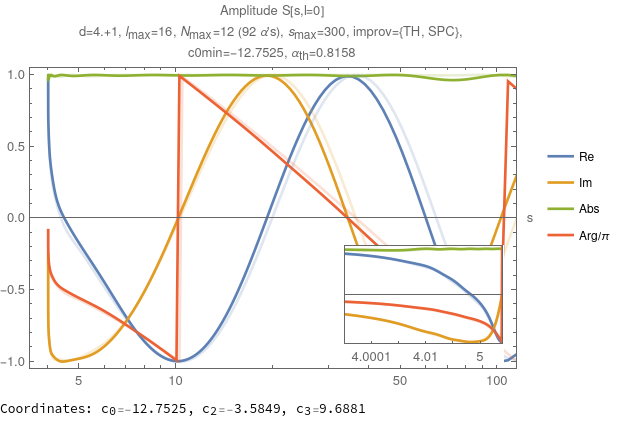 Amplitude S[s,l=0]
d=4.+1, lmax=16, Nmax=12 (92 α's), smax=300, improv={TH, SPC},
c0min=-12.7525, αth=0.8158
1.0
0.5
0.0
-0.5
-1.0
s
Re
Im
Abs
Arg/π
4.0001 4.01 5
5 10 50 100
Coordinates: c0=-12.7525, c2=-3.5849, c3=9.6881